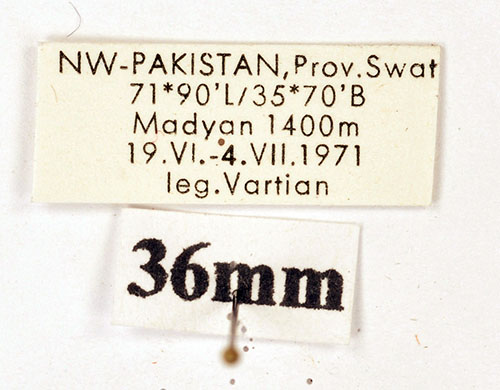 NW-PAKISTAN,Prov.Swat
71*90'L/35*70'B
Madyan 1400m
19.VI.-4.VII.1971
leg.Vartian
36mm